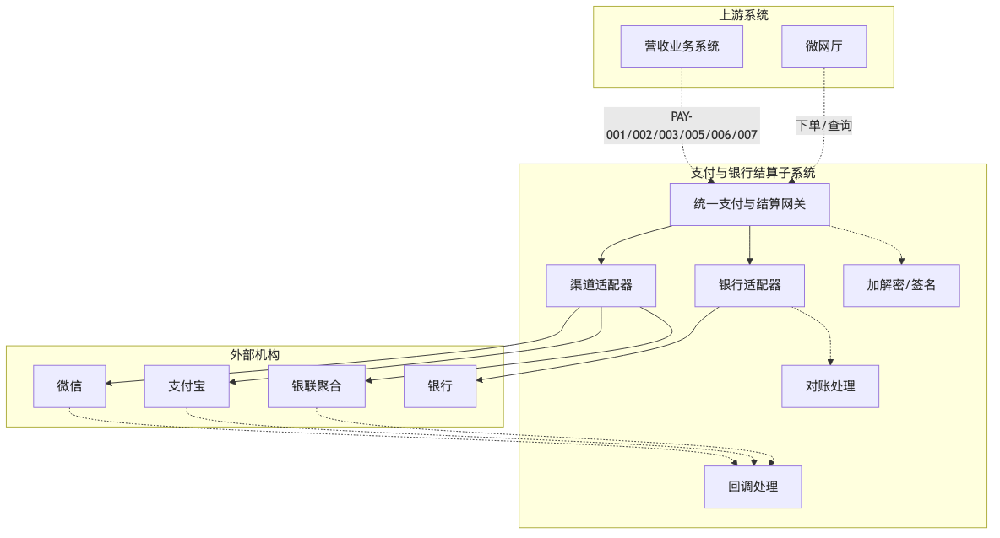 上游系统
营收业务系统
微网厅
PAY-
001/002/003/005/006/007
下单/查询
支付与银行结算子系统
统一支付与结算网关
渠道适配器
银行适配器
加解密/签名
外部机构
微信
支付宝
银联聚合
银行
对账处理
回调处理